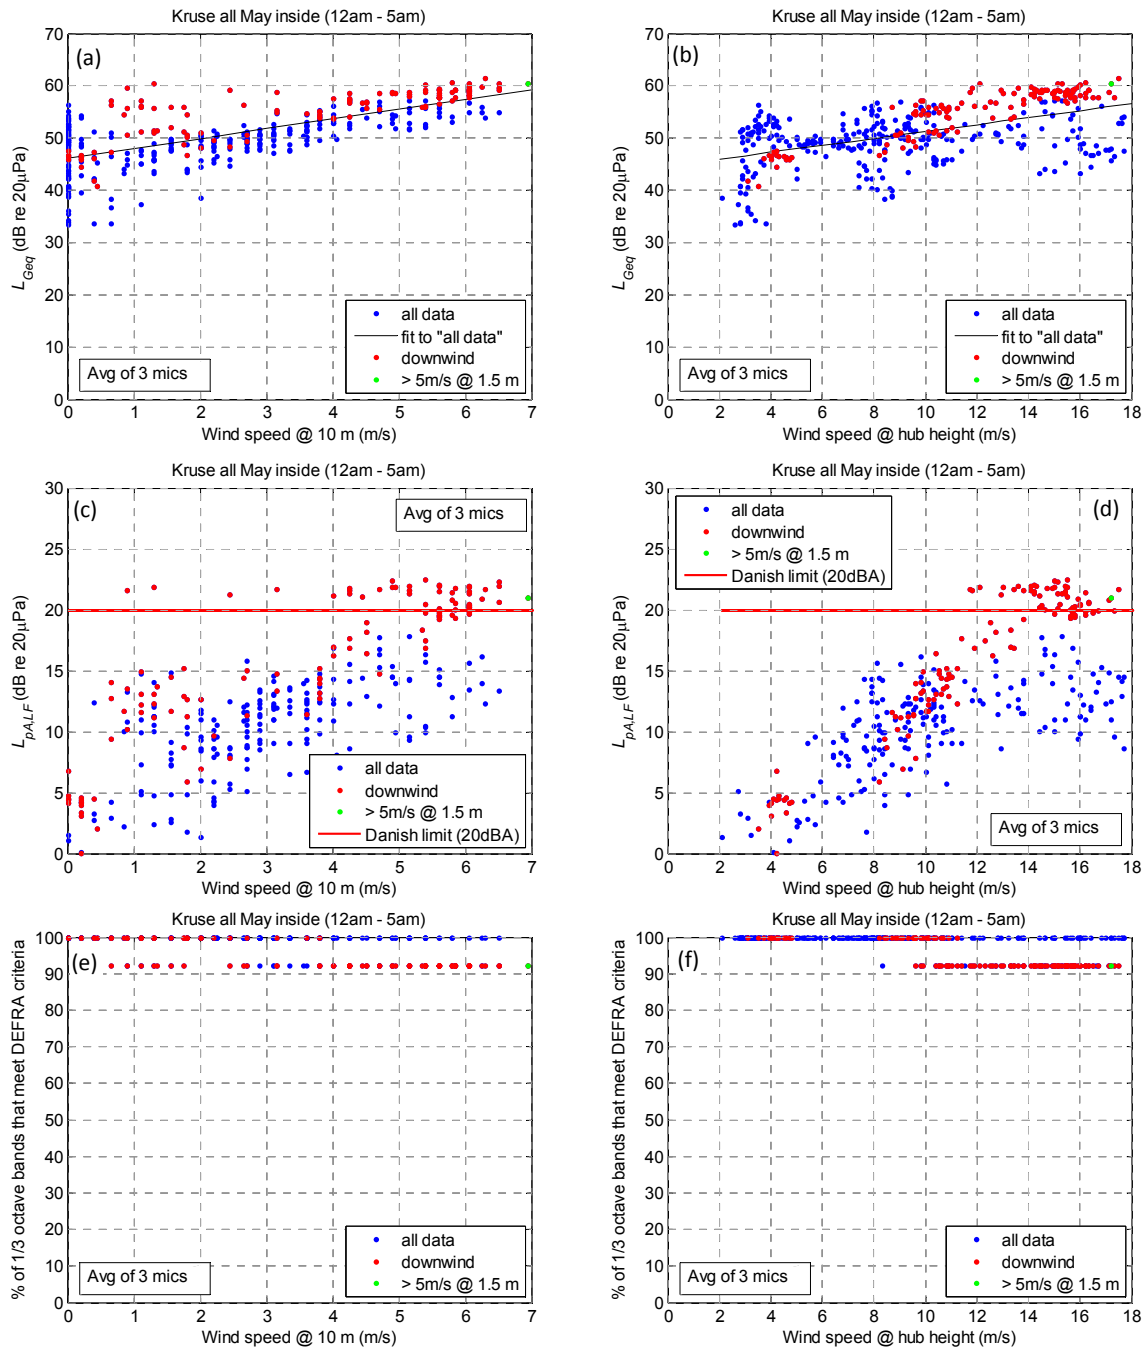 Kruse all May inside (12am - 5am)
(a)
70
60
50
40
30
20
10
0
L_Geq (dB re 20μPa)
all data
fit to "all data"
downwind
> 5m/s @ 1.5 m
Avg of 3 mics
0 1 2 3 4 5 6 7
Wind speed @ 10 m (m/s)
Kruse all May inside (12am - 5am)
(b)
70
60
50
40
30
20
10
0
L_Geq (dB re 20μPa)
all data
fit to "all data"
downwind
> 5m/s @ 1.5 m
Avg of 3 mics
0 2 4 6 8 10 12 14 16 18
Wind speed @ hub height (m/s)
Kruse all May inside (12am - 5am)
(c)
Avg of 3 mics
30
25
20
15
10
5
0
L_pA,LF (dB re 20μPa)
all data
downwind
> 5m/s @ 1.5 m
Danish limit (20dBA)
0 1 2 3 4 5 6 7
Wind speed @ 10 m (m/s)
Kruse all May inside (12am - 5am)
(d)
30
25
20
15
10
5
0
L_pA,LF (dB re 20μPa)
all data
downwind
> 5m/s @ 1.5 m
Danish limit (20dBA)
Avg of 3 mics
0 2 4 6 8 10 12 14 16 18
Wind speed @ hub height (m/s)
Kruse all May inside (12am - 5am)
(e)
100
90
80
70
60
50
40
30
20
10
0
% of 1/3 octave bands that meet DEFRA criteria
all data
downwind
> 5m/s @ 1.5 m
Avg of 3 mics
0 1 2 3 4 5 6 7
Wind speed @ 10 m (m/s)
Kruse all May inside (12am - 5am)
(f)
100
90
80
70
60
50
40
30
20
10
0
% of 1/3 octave bands that meet DEFRA criteria
all data
downwind
> 5m/s @ 1.5 m
Avg of 3 mics
0 2 4 6 8 10 12 14 16 18
Wind speed @ hub height (m/s)